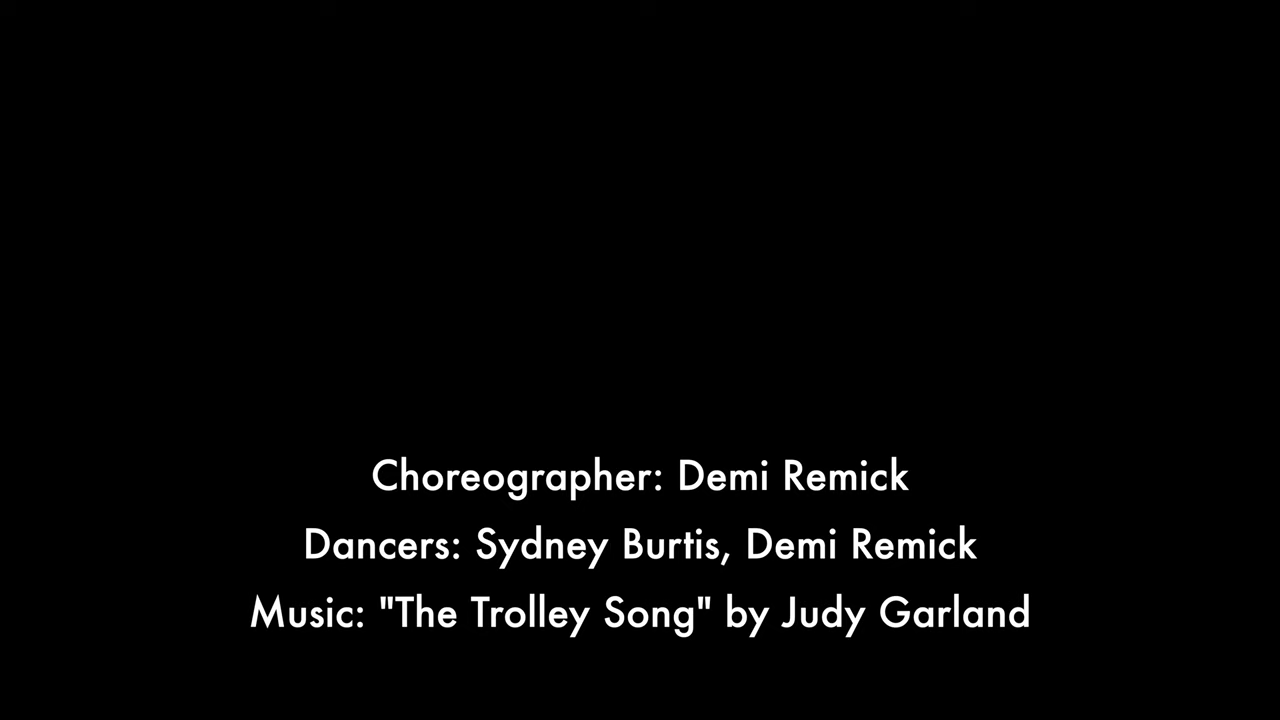 Choreographer: Demi Remick
Dancers: Sydney Burtis, Demi Remick
Music: "The Trolley Song" by Judy Garland